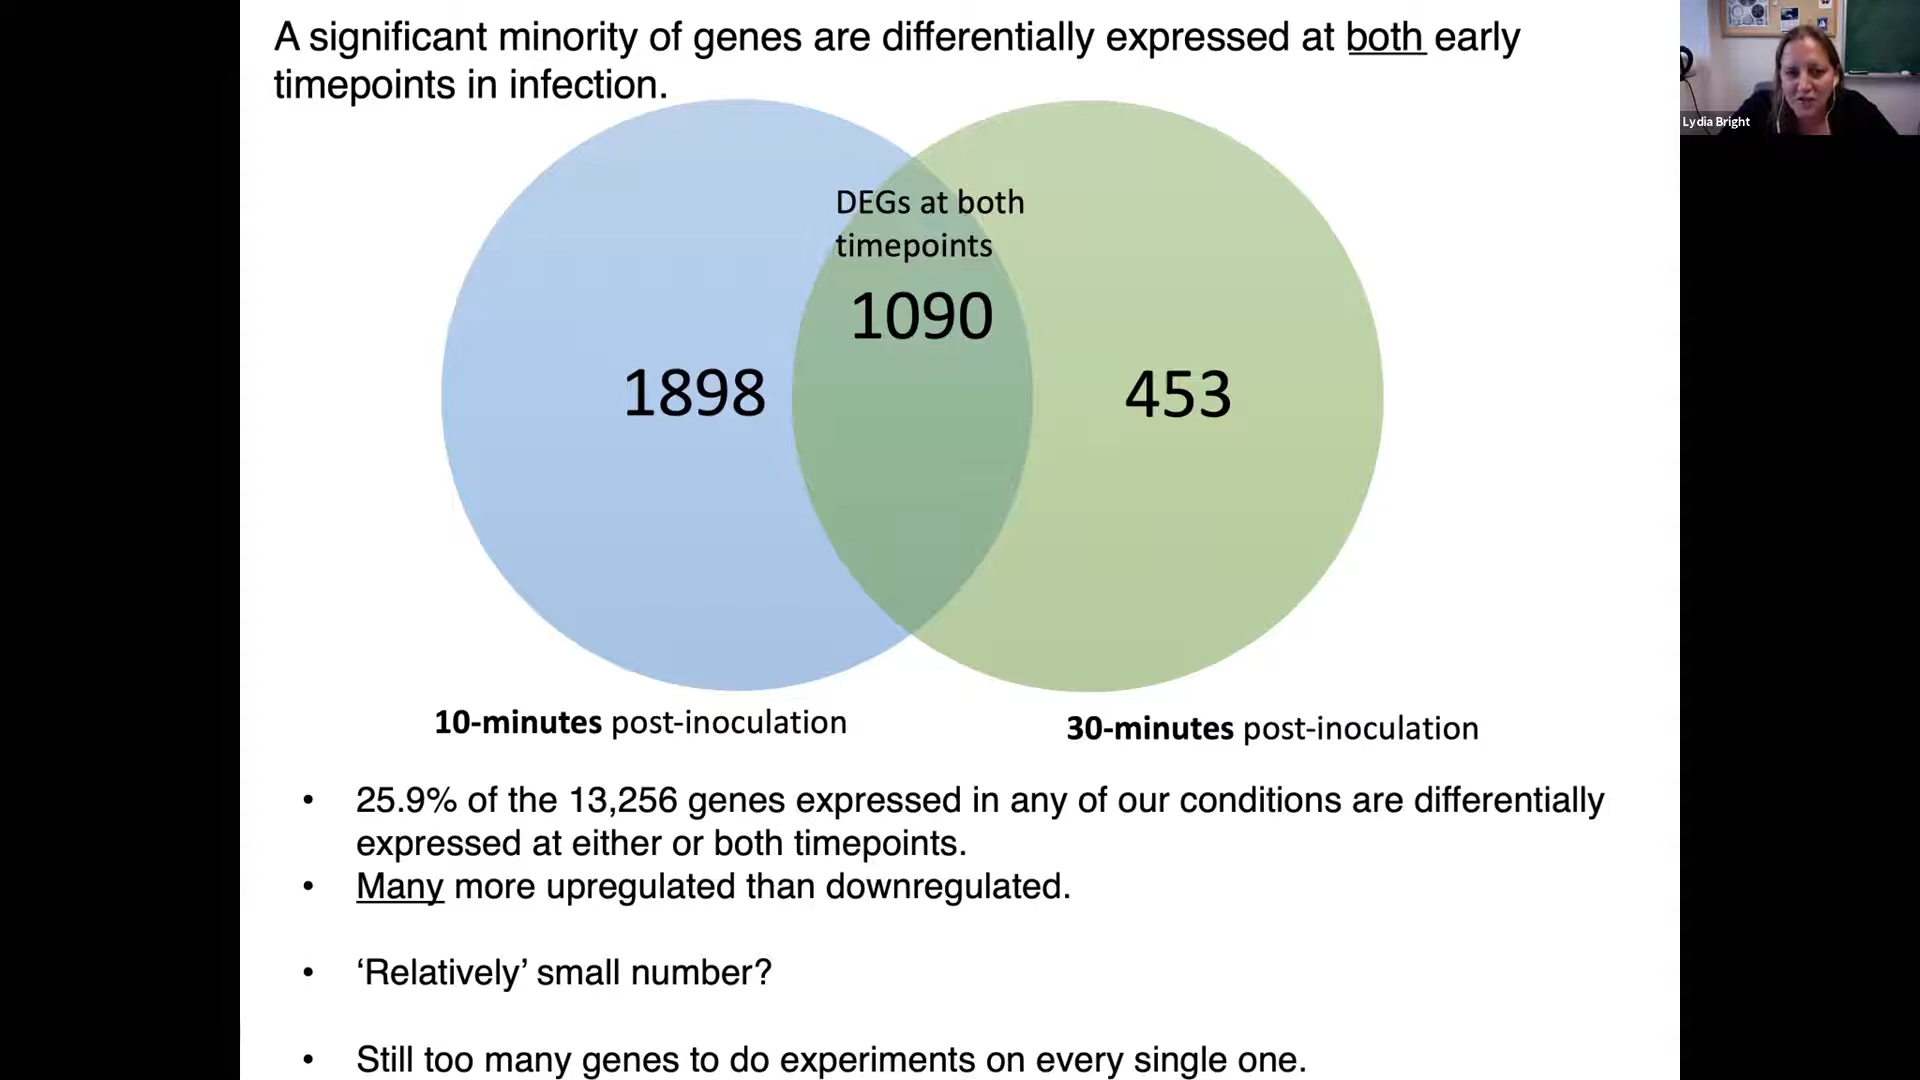 A significant minority of genes are differentially expressed at both early
timepoints in infection.
Lydia Bright
DEGs at both
timepoints
1090
1898
453
10-minutes post-inoculation
30-minutes post-inoculation
• 25.9% of the 13,256 genes expressed in any of our conditions are differentially
expressed at either or both timepoints.
• Many more upregulated than downregulated.
• ‘Relatively’ small number?
• Still too many genes to do experiments on every single one.